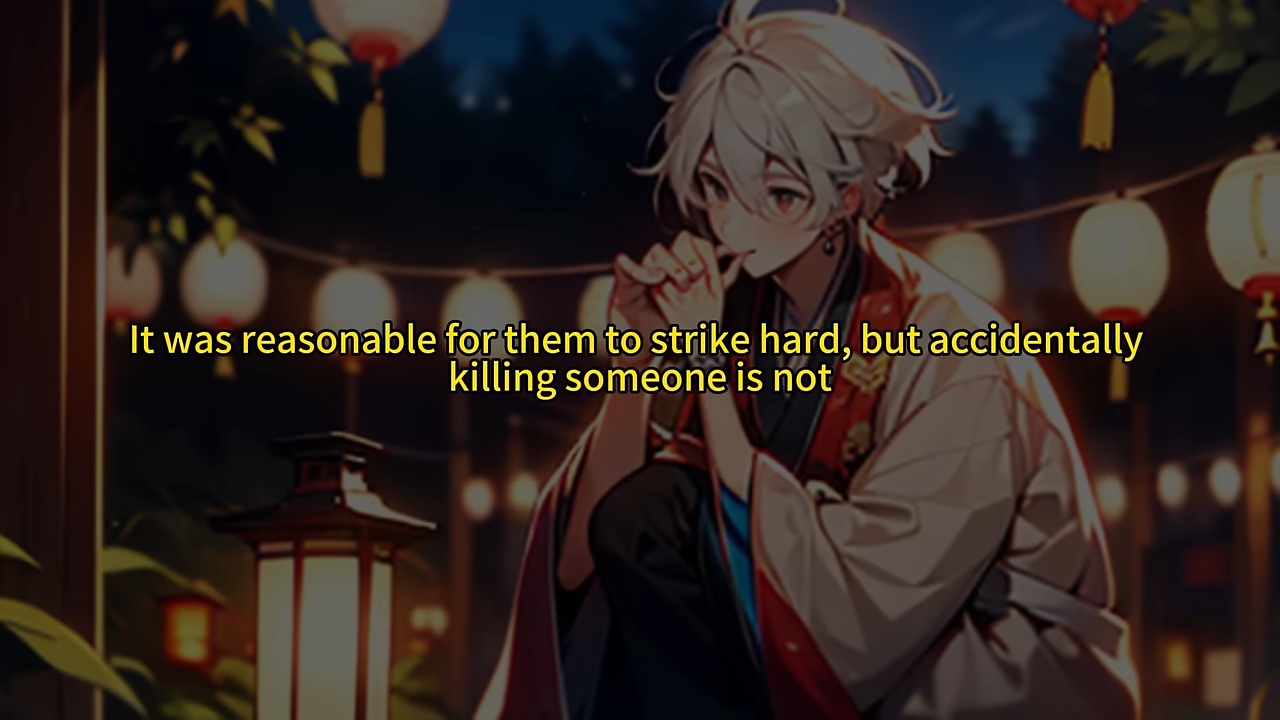 It was reasonable for them to strike hard, but accidentally
killing someone is not